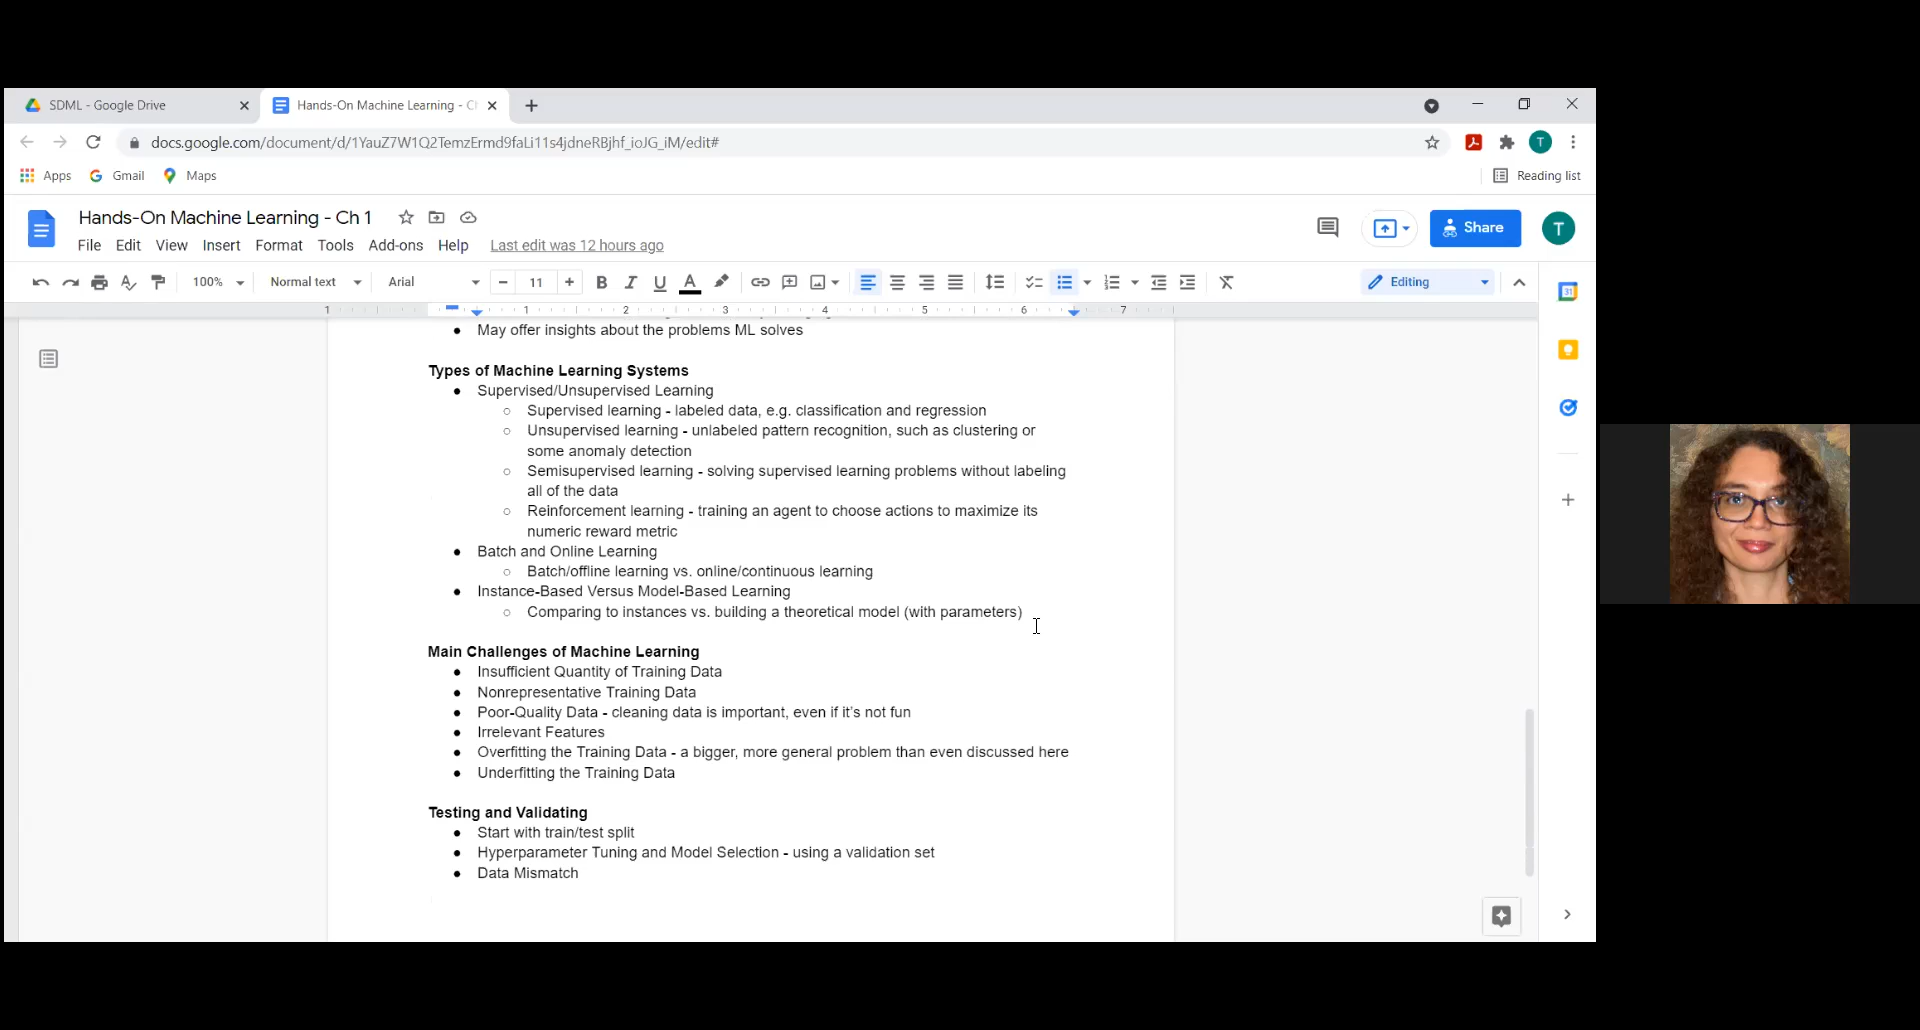 SDML - Google Drive
Hands-On Machine Learning - Ch
docs.google.com/document/d/1YauZ7W1Q2TemzErmd9faLi11s4jdneRBjhf_ioJG_iM/edit#
Apps Gmail Maps Reading list
Hands-On Machine Learning - Ch 1
File Edit View Insert Format Tools Add-ons Help Last edit was 12 hours ago
Share T
100% Normal text Arial 11 B I U A Editing
1 1 2 3 4 5 6 7
● May offer insights about the problems ML solves
Types of Machine Learning Systems
● Supervised/Unsupervised Learning
○ Supervised learning - labeled data, e.g. classification and regression
○ Unsupervised learning - unlabeled pattern recognition, such as clustering or
some anomaly detection
○ Semisupervised learning - solving supervised learning problems without labeling
all of the data
○ Reinforcement learning - training an agent to choose actions to maximize its
numeric reward metric
● Batch and Online Learning
○ Batch/offline learning vs. online/continuous learning
● Instance-Based Versus Model-Based Learning
○ Comparing to instances vs. building a theoretical model (with parameters)
Main Challenges of Machine Learning
● Insufficient Quantity of Training Data
● Nonrepresentative Training Data
● Poor-Quality Data - cleaning data is important, even if it's not fun
● Irrelevant Features
● Overfitting the Training Data - a bigger, more general problem than even discussed here
● Underfitting the Training Data
Testing and Validating
● Start with train/test split
● Hyperparameter Tuning and Model Selection - using a validation set
● Data Mismatch